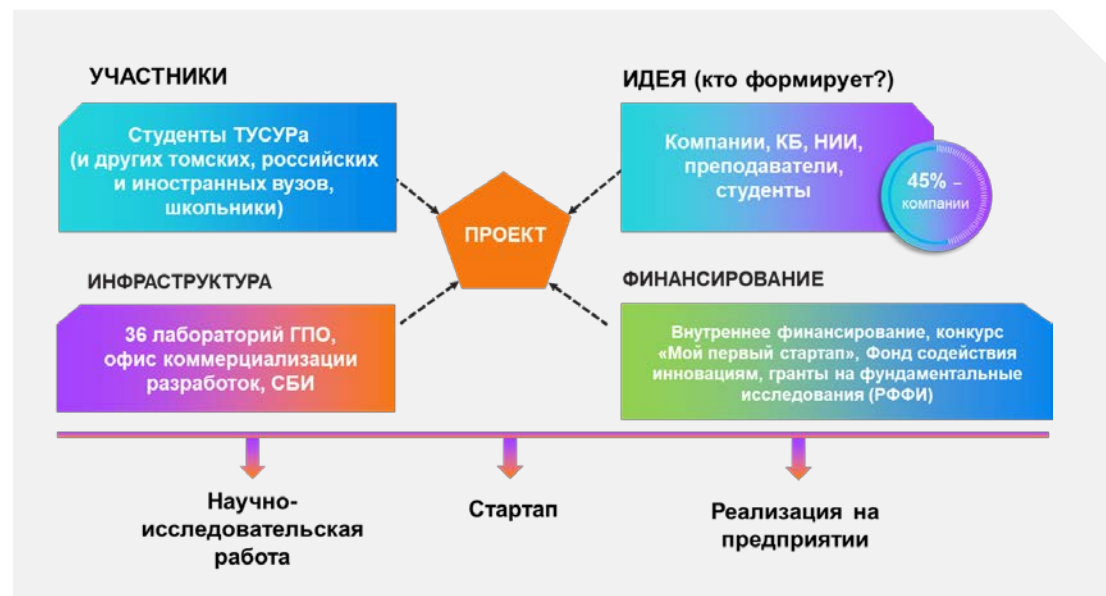 УЧАСТНИКИ
Студенты ТУСУРа
(и других томских, российских
и иностранных вузов,
школьники)
ИДЕЯ (кто формирует?)
Компании, КБ, НИИ,
преподаватели,
студенты
45% –
компании
ПРОЕКТ
ИНФРАСТРУКТУРА
36 лабораторий ГПО,
офис коммерциализации
разработок, СБИ
ФИНАНСИРОВАНИЕ
Внутреннее финансирование, конкурс
«Мой первый стартап», Фонд содействия
инновациям, гранты на фундаментальные
исследования (РФФИ)
Научно-
исследовательская
работа
Стартап
Реализация на
предприятии